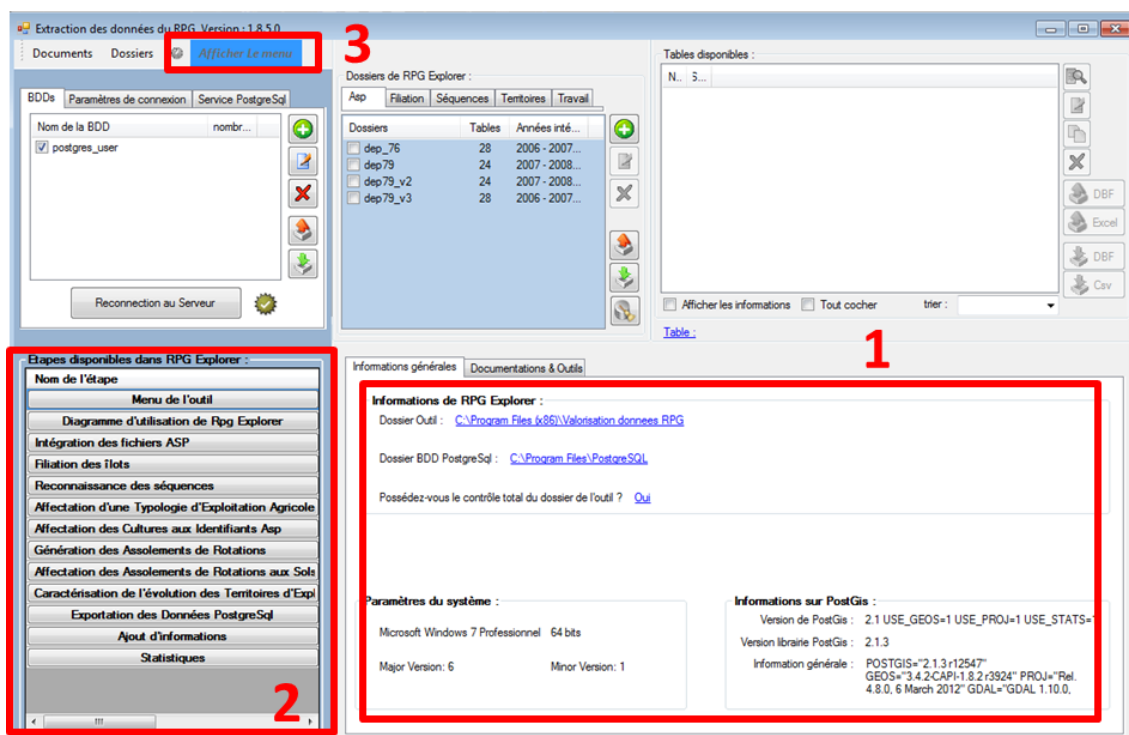 Extraction des données du RPG Version : 1.8.5.0
Documents Dossiers Afficher Le menu
3
BDDs Paramètres de connexion Service PostgreSql
Nom de la BDD nombr...
postgres_user
Reconnection au Serveur
Dossiers de RPG Explorer :
Asp Filiation Séquences Territoires Travail
Dossiers Tables Années inté...
dep_76 28 2006 - 2007...
dep79 24 2007 - 2008...
dep79_v2 24 2007 - 2008...
dep79_v3 28 2006 - 2007...
Tables disponibles :
N.. S...
DBF
Excel
DBF
Csv
Afficher les informations Tout cocher trier :
Table :
1
Etapes disponibles dans RPG Explorer :
Nom de l'étape
Menu de l'outil
Diagramme d'utilisation de Rpg Explorer
Intégration des fichiers ASP
Filiation des îlots
Reconnaissance des séquences
Affectation d'une Typologie d'Exploitation Agricole
Affectation des Cultures aux Identifiants Asp
Génération des Assolements de Rotations
Affectation des Assolements de Rotations aux Sols
Caractérisation de l'évolution des Territoires d'Expl
Exportation des Données PostgreSql
Ajout d'informations
Statistiques
2
Informations générales Documentations & Outils
Informations de RPG Explorer :
Dossier Outil : C:\Program Files (x86)\Valorisation donnees RPG
Dossier BDD PostgreSql : C:\Program Files\PostgreSQL
Possédez-vous le contrôle total du dossier de l'outil ? Oui
Paramètres du système :
Microsoft Windows 7 Professionnel 64 bits
Major Version: 6 Minor Version: 1
Informations sur PostGis :
Version de PostGis : 2.1 USE_GEOS=1 USE_PROJ=1 USE_STATS=
Version librairie PostGis : 2.1.3
Information générale : POSTGIS="2.1.3 r12547"
GEOS="3.4.2-CAPI-1.8.2 r3924" PROJ="Rel.
4.8.0, 6 March 2012" GDAL="GDAL 1.10.0,